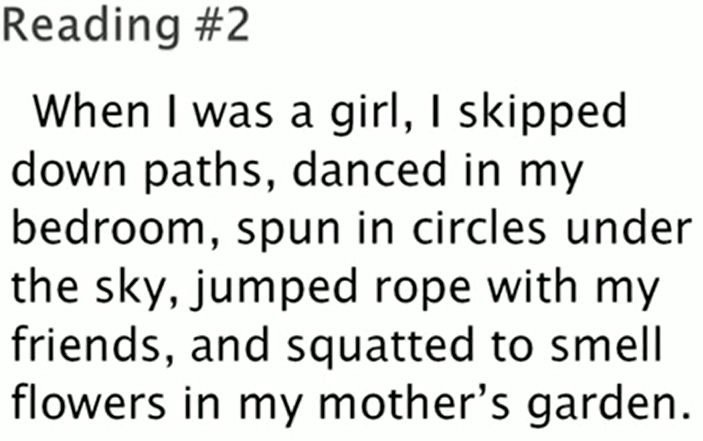 Reading #2
When I was a girl, I skipped
down paths, danced in my
bedroom, spun in circles under
the sky, jumped rope with my
friends, and squatted to smell
flowers in my mother’s garden.